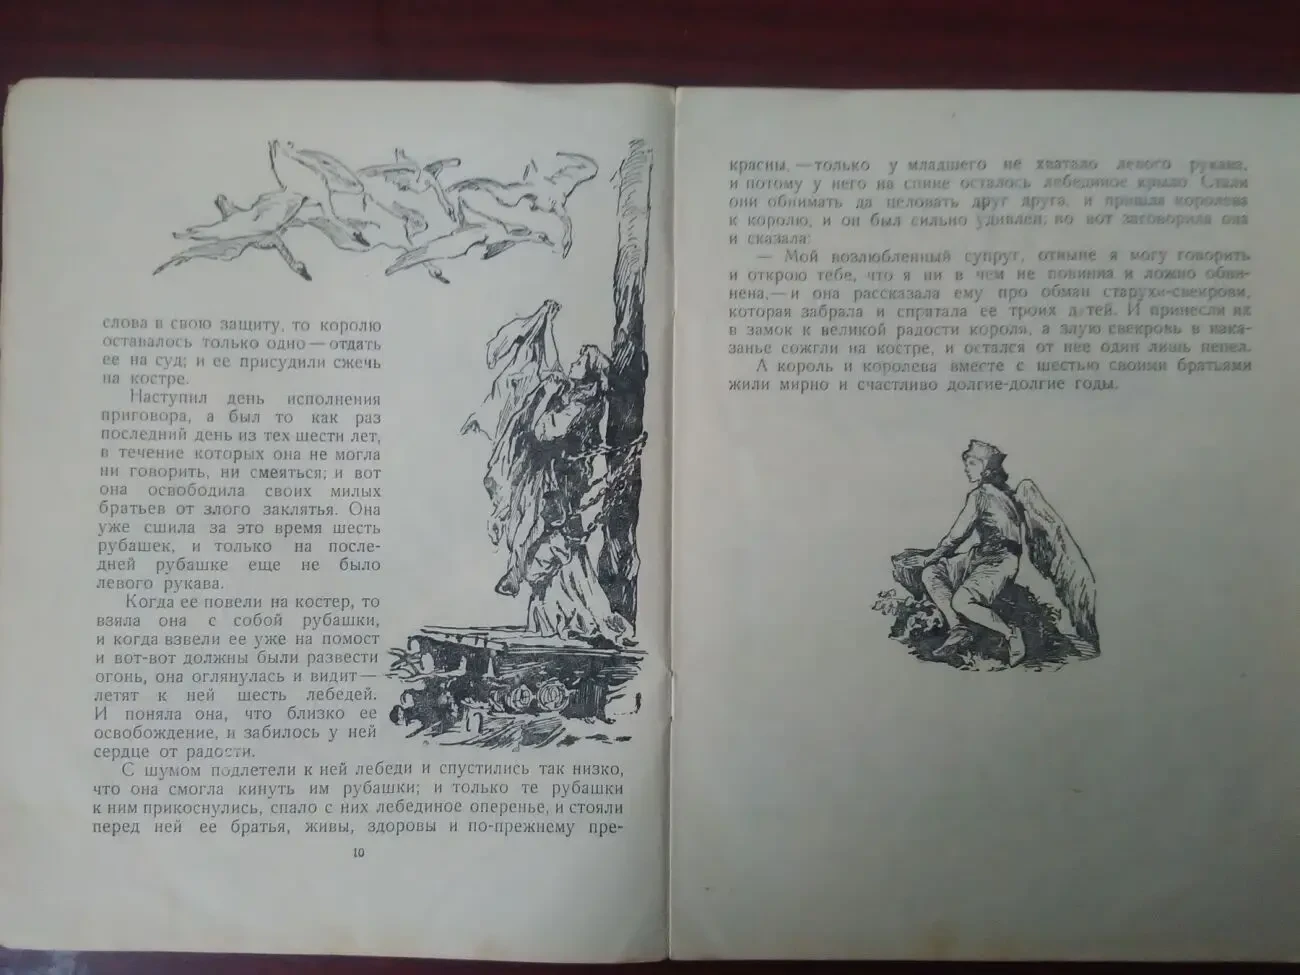 слова в свою защиту, то королю
оставалось только одно — отдать
ее на суд; и ее присудили сжечь
на костре.
Наступил день исполнения
приговора, а был то как раз
последний день из тех шести лет,
в течение которых она не могла
ни говорить, ни смеяться; и вот
она освободила своих милых
братьев от злого заклятья. Она
уже сшила за это время шесть
рубашек, и только на после-
дней рубашке еще не было
левого рукава.
Когда ее повели на костер, то
взяла она с собой рубашки,
и когда взвели ее уже на помост
и вот-вот должны были развести
огонь, она оглянулась и видит —
летят к ней шесть лебедей.
И поняла она, что близко ее
освобождение, и забилось у ней
сердце от радости.
С шумом подлетели к ней лебеди и спустились так низко,
что она смогла кинуть им рубашки; и только те рубашки
к ним прикоснулись, спало с них лебединое оперенье, и стояли
перед ней ее братья, живы, здоровы и по-прежнему пре-
10
красны, — только у младшего не хватало левого рукава,
и потому у него на спине осталось лебединое крыло. Стали
они обнимать да целовать друг друга, и пришла королева
к королю, и он был сильно удивлен; но вот заговорила она
и сказала:
— Мой возлюбленный супруг, отныне я могу говорить
и открою тебе, что я ни в чем не повинна и ложно обви-
нена, — и она рассказала ему про обман старухи-свекрови,
которая забрала и спрятала ее троих детей. И принесли их
в замок к великой радости короля, а злую свекровь в нака-
занье сожгли на костре, и остался от нее один лишь пепел.
А король и королева вместе с шестью своими братьями
жили мирно и счастливо долгие-долгие годы.